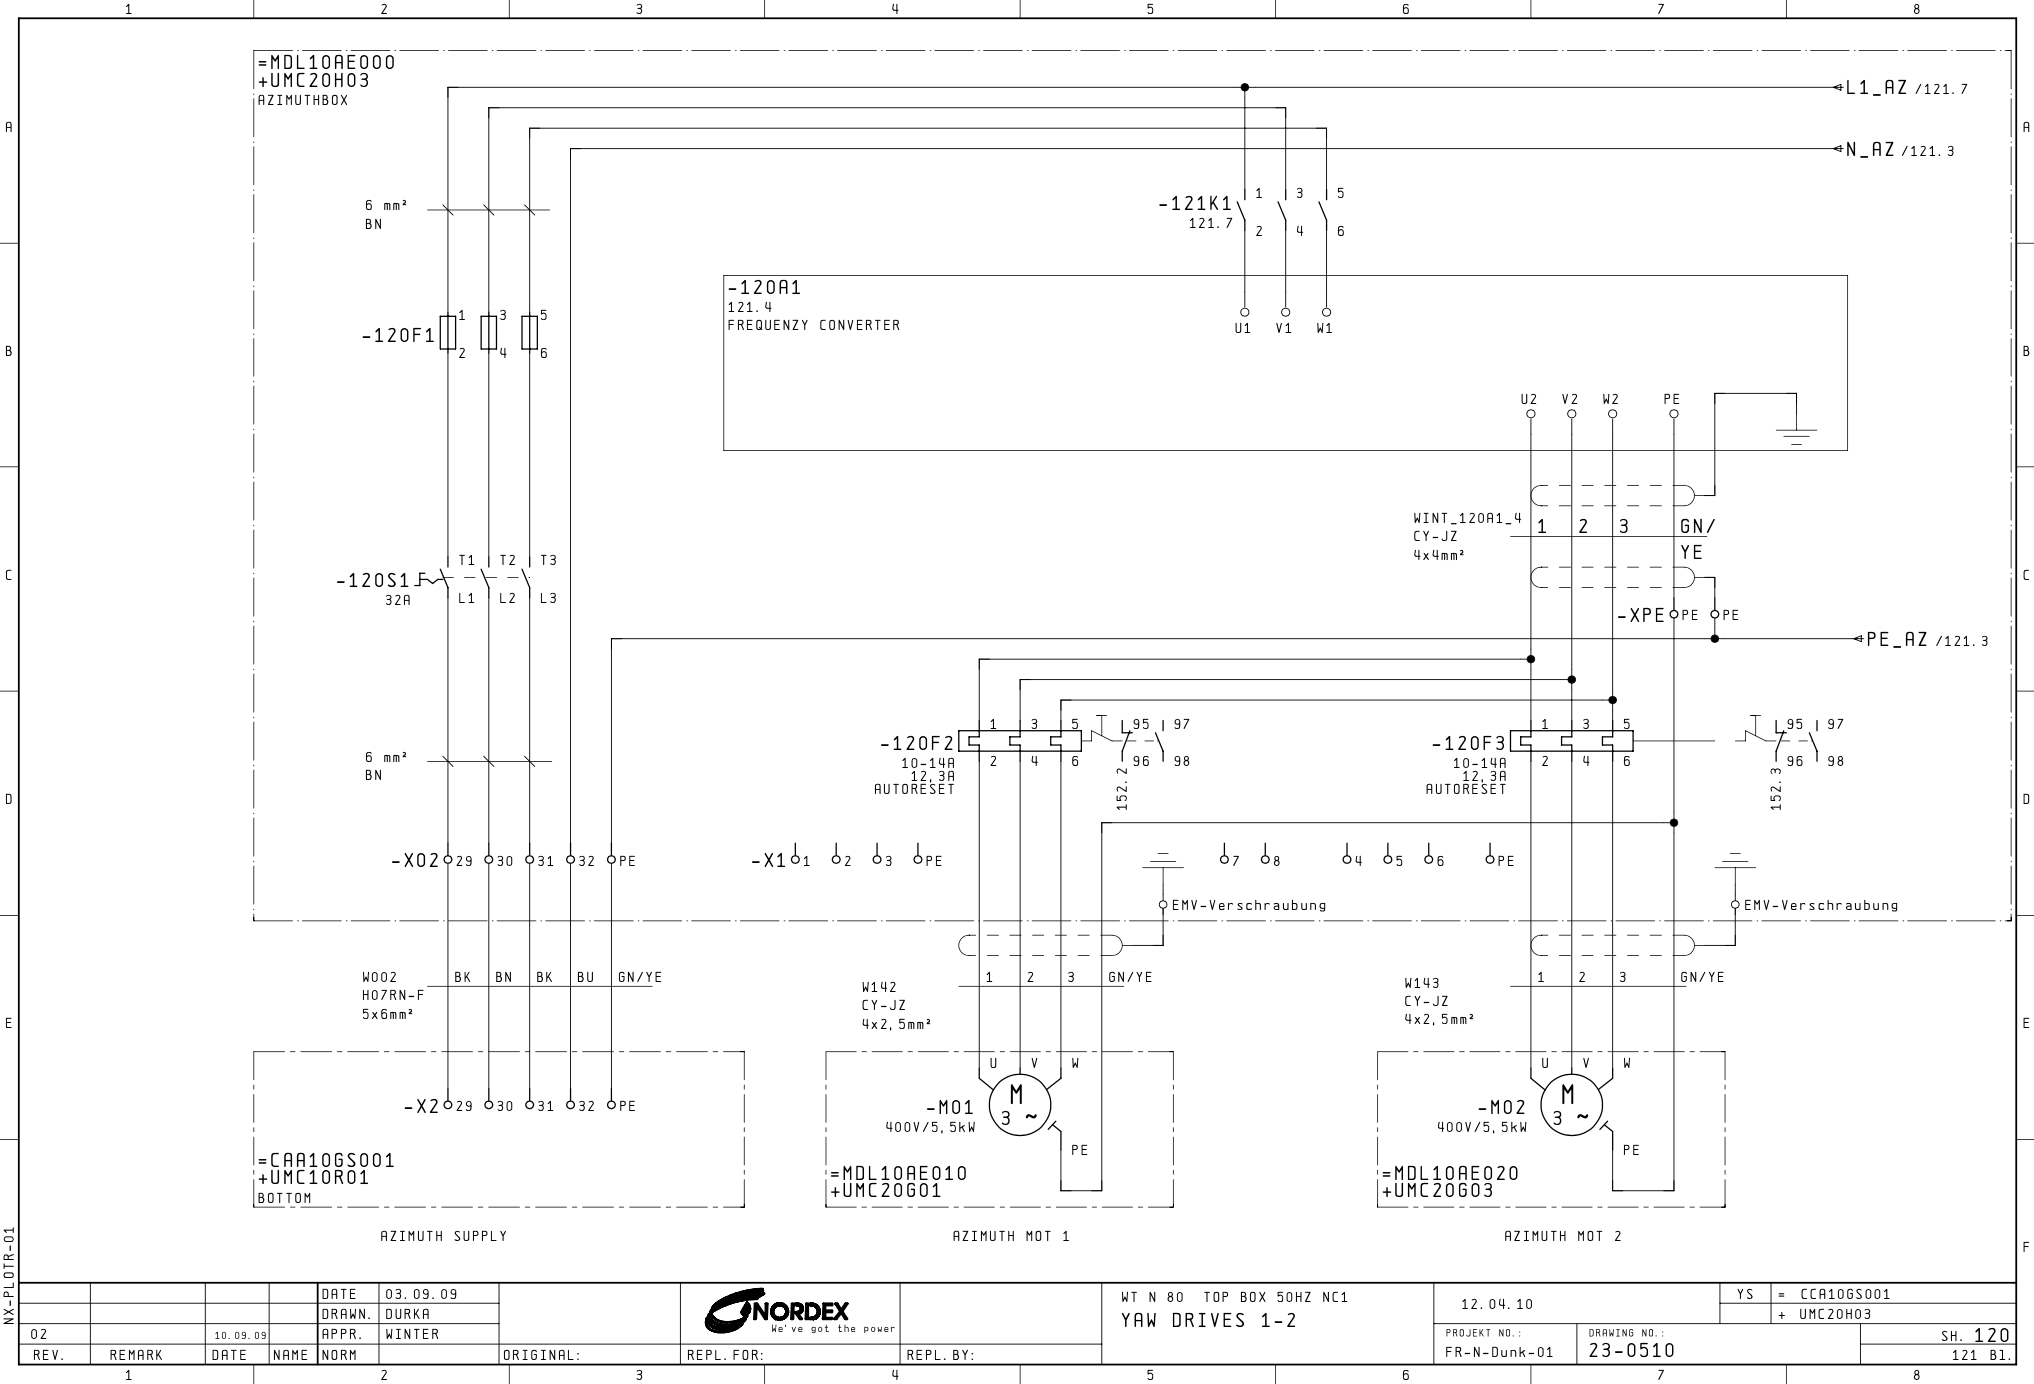 1 2 3 4 5 6 7 8
=MDL10AE000
+UMC20H03
AZIMUTHBOX
L1_AZ /121.7
A A
N_AZ /121.3
6 mm²
BN
-121K1
121.7
1 3 5
2 4 6
-120A1
121.4
FREQUENZY CONVERTER
U1 V1 W1
-120F1
1 3 5
2 4 6
B B
U2 V2 W2 PE
WINT_120A1_4
CY-JZ
4x4mm²
1 2 3 GN/
YE
-120S1
32A
T1 T2 T3
L1 L2 L3
C C
-XPE PE PE
PE_AZ /121.3
-120F2
10-14A
12,3A
AUTORESET
1 3 5
2 4 6
95 97
96 98
152.2
-120F3
10-14A
12,3A
AUTORESET
1 3 5
2 4 6
95 97
96 98
152.3
6 mm²
BN
D D
-X02 29 30 31 32 PE
-X1 1 2 3 PE 7 8 4 5 6 PE
EMV-Verschraubung
EMV-Verschraubung
W002
H07RN-F
5x6mm²
BK BN BK BU GN/YE
W142
CY-JZ
4x2,5mm²
1 2 3 GN/YE
W143
CY-JZ
4x2,5mm²
1 2 3 GN/YE
E E
-X2 29 30 31 32 PE
=CAA10GS001
+UMC10R01
BOTTOM
U V W
M
3 ~
-M01
400V/5,5kW
PE
=MDL10AE010
+UMC20G01
U V W
M
3 ~
-M02
400V/5,5kW
PE
=MDL10AE020
+UMC20G03
AZIMUTH SUPPLY
AZIMUTH MOT 1
AZIMUTH MOT 2
F
NX-PLOTR-01
02 10.09.09
REV. REMARK DATE NAME NORM
DATE 03.09.09
DRAWN. DURKA
APPR. WINTER
ORIGINAL:
NORDEX
We've got the power
REPL.FOR:
REPL.BY:
WT N 80 TOP BOX 50HZ NC1
YAW DRIVES 1-2
12.04.10
PROJEKT NO.:
FR-N-Dunk-01
DRAWING NO.:
23-0510
YS = CCA10GS001
+ UMC20H03
SH. 120
121 Bl.
1 2 3 4 5 6 7 8